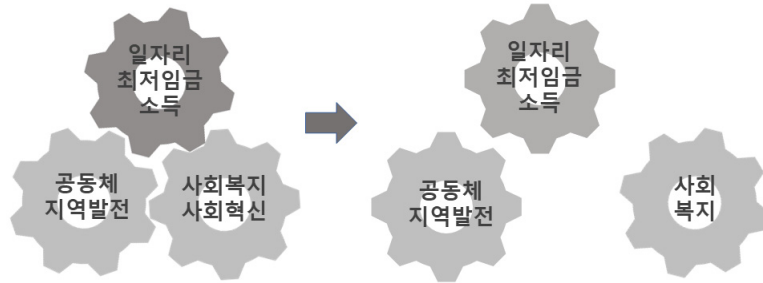 일자리
최저임금
소득
공동체
지역발전
사회복지
사회혁신
일자리
최저임금
소득
공동체
지역발전
사회
복지